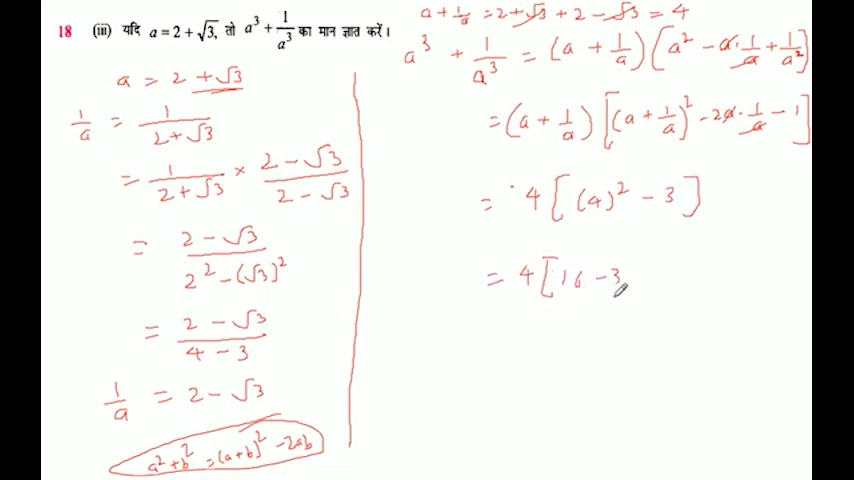 18 (iii) यदि a = 2 + √3, तो a³ + 1/a³ का मान ज्ञात करें।
a = 2 + √3
1/a = 1/(2 + √3)
= 1/(2 + √3) × (2 − √3)/(2 − √3)
= (2 − √3)/(2² − (√3)²)
= (2 − √3)/(4 − 3)
1/a = 2 − √3
a² + b² = (a+b)² − 2ab
a + 1/a = 2 + √3 + 2 − √3 = 4
a³ + 1/a³ = (a + 1/a) (a² − a·1/a + 1/a²]
= (a + 1/a) [(a + 1/a)² − 2a·1/a − 1]
= 4 [(4)² − 3]
= 4 [16 − 3